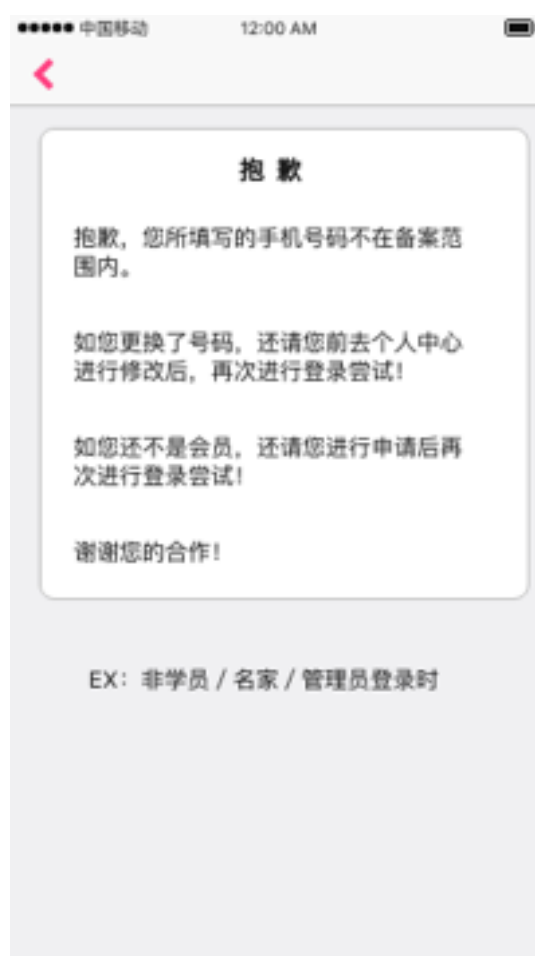 中国移动 12:00 AM
抱 歉
抱歉，您所填写的手机号码不在备案范
围内。
如您更换了号码，还请您前去个人中心
进行修改后，再次进行登录尝试！
如您还不是会员，还请您进行申请后再
次进行登录尝试！
谢谢您的合作！
EX：非学员 / 名家 / 管理员登录时